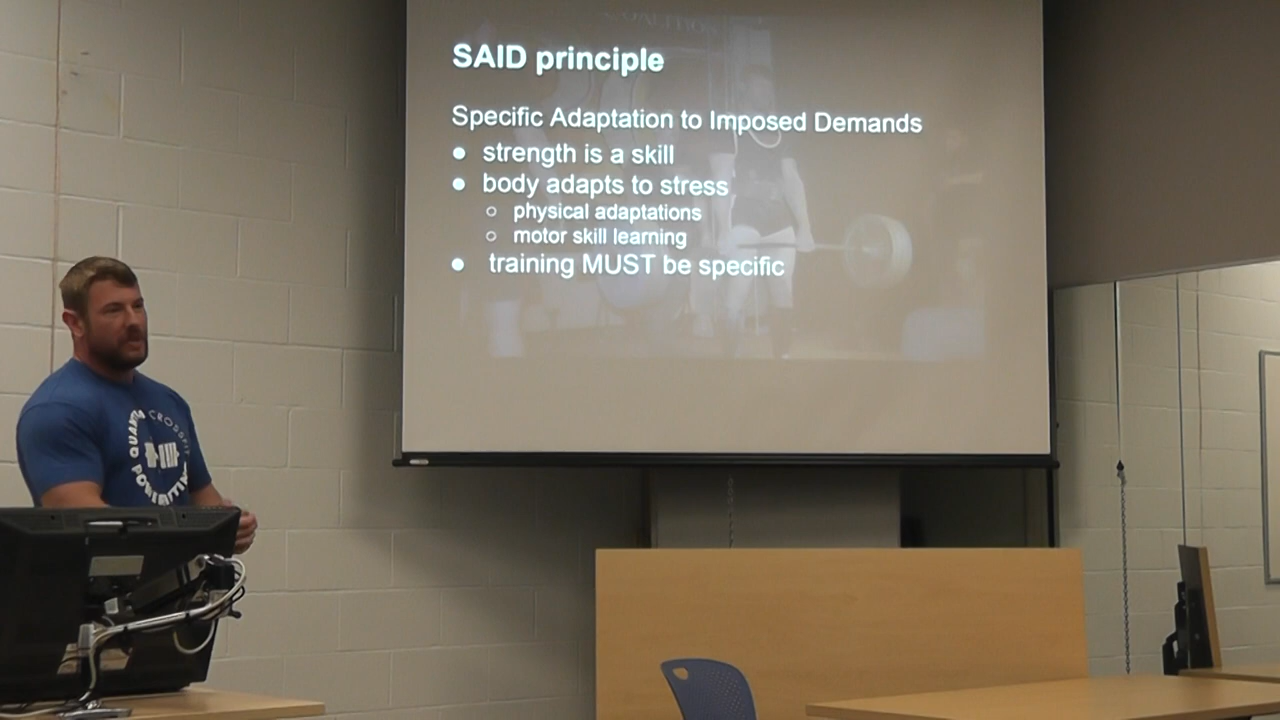 SAID principle
Specific Adaptation to Imposed Demands
● strength is a skill
● body adapts to stress
○ physical adaptations
○ motor skill learning
● training MUST be specific
CROSSFIT